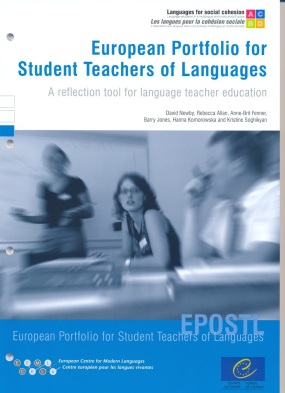 Languages for social cohesion
Les langues pour la cohésion sociale
A C
B D
European Portfolio for
Student Teachers of Languages
A reflection tool for language teacher education
David Newby, Rebecca Allan, Anne-Brit Fenner,
Barry Jones, Hanna Komorowska and Kristine Soghikyan
EPOSTL
European Portfolio for Student Teachers of Languages
European Centre for Modern Languages
Centre européen pour les langues vivantes